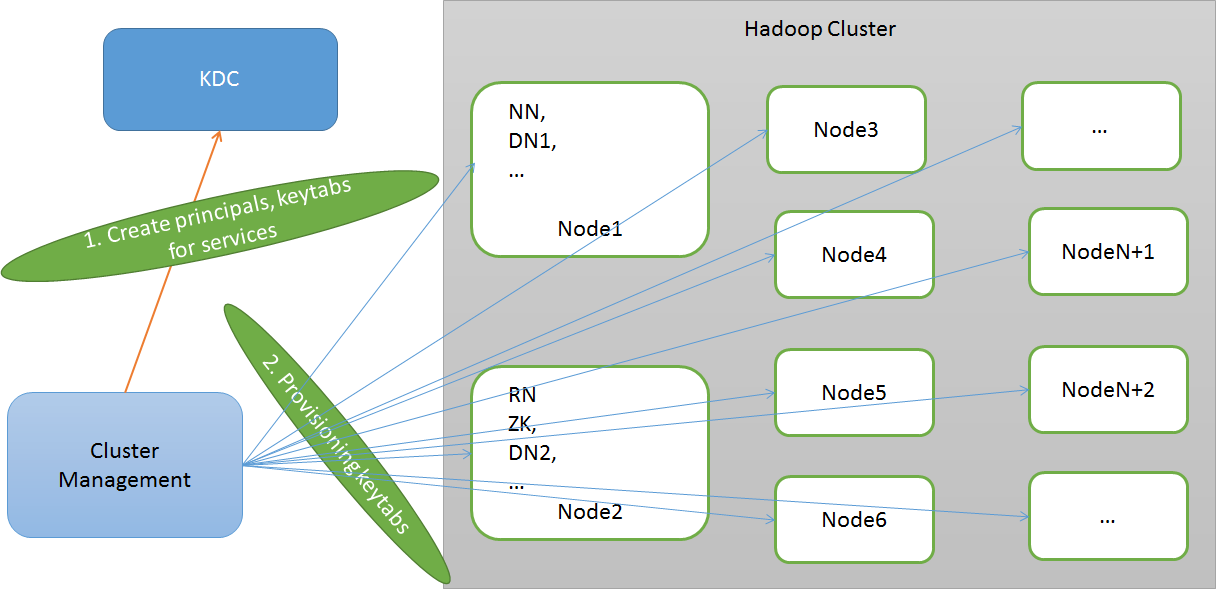 Hadoop Cluster
KDC
1. Create principals, keytabs
for services
2. Provisioning keytabs
Cluster
Management
NN,
DN1,
...
Node1
RN
ZK,
DN2,
...
Node2
Node3
Node4
Node5
Node6
...
NodeN+1
NodeN+2
...